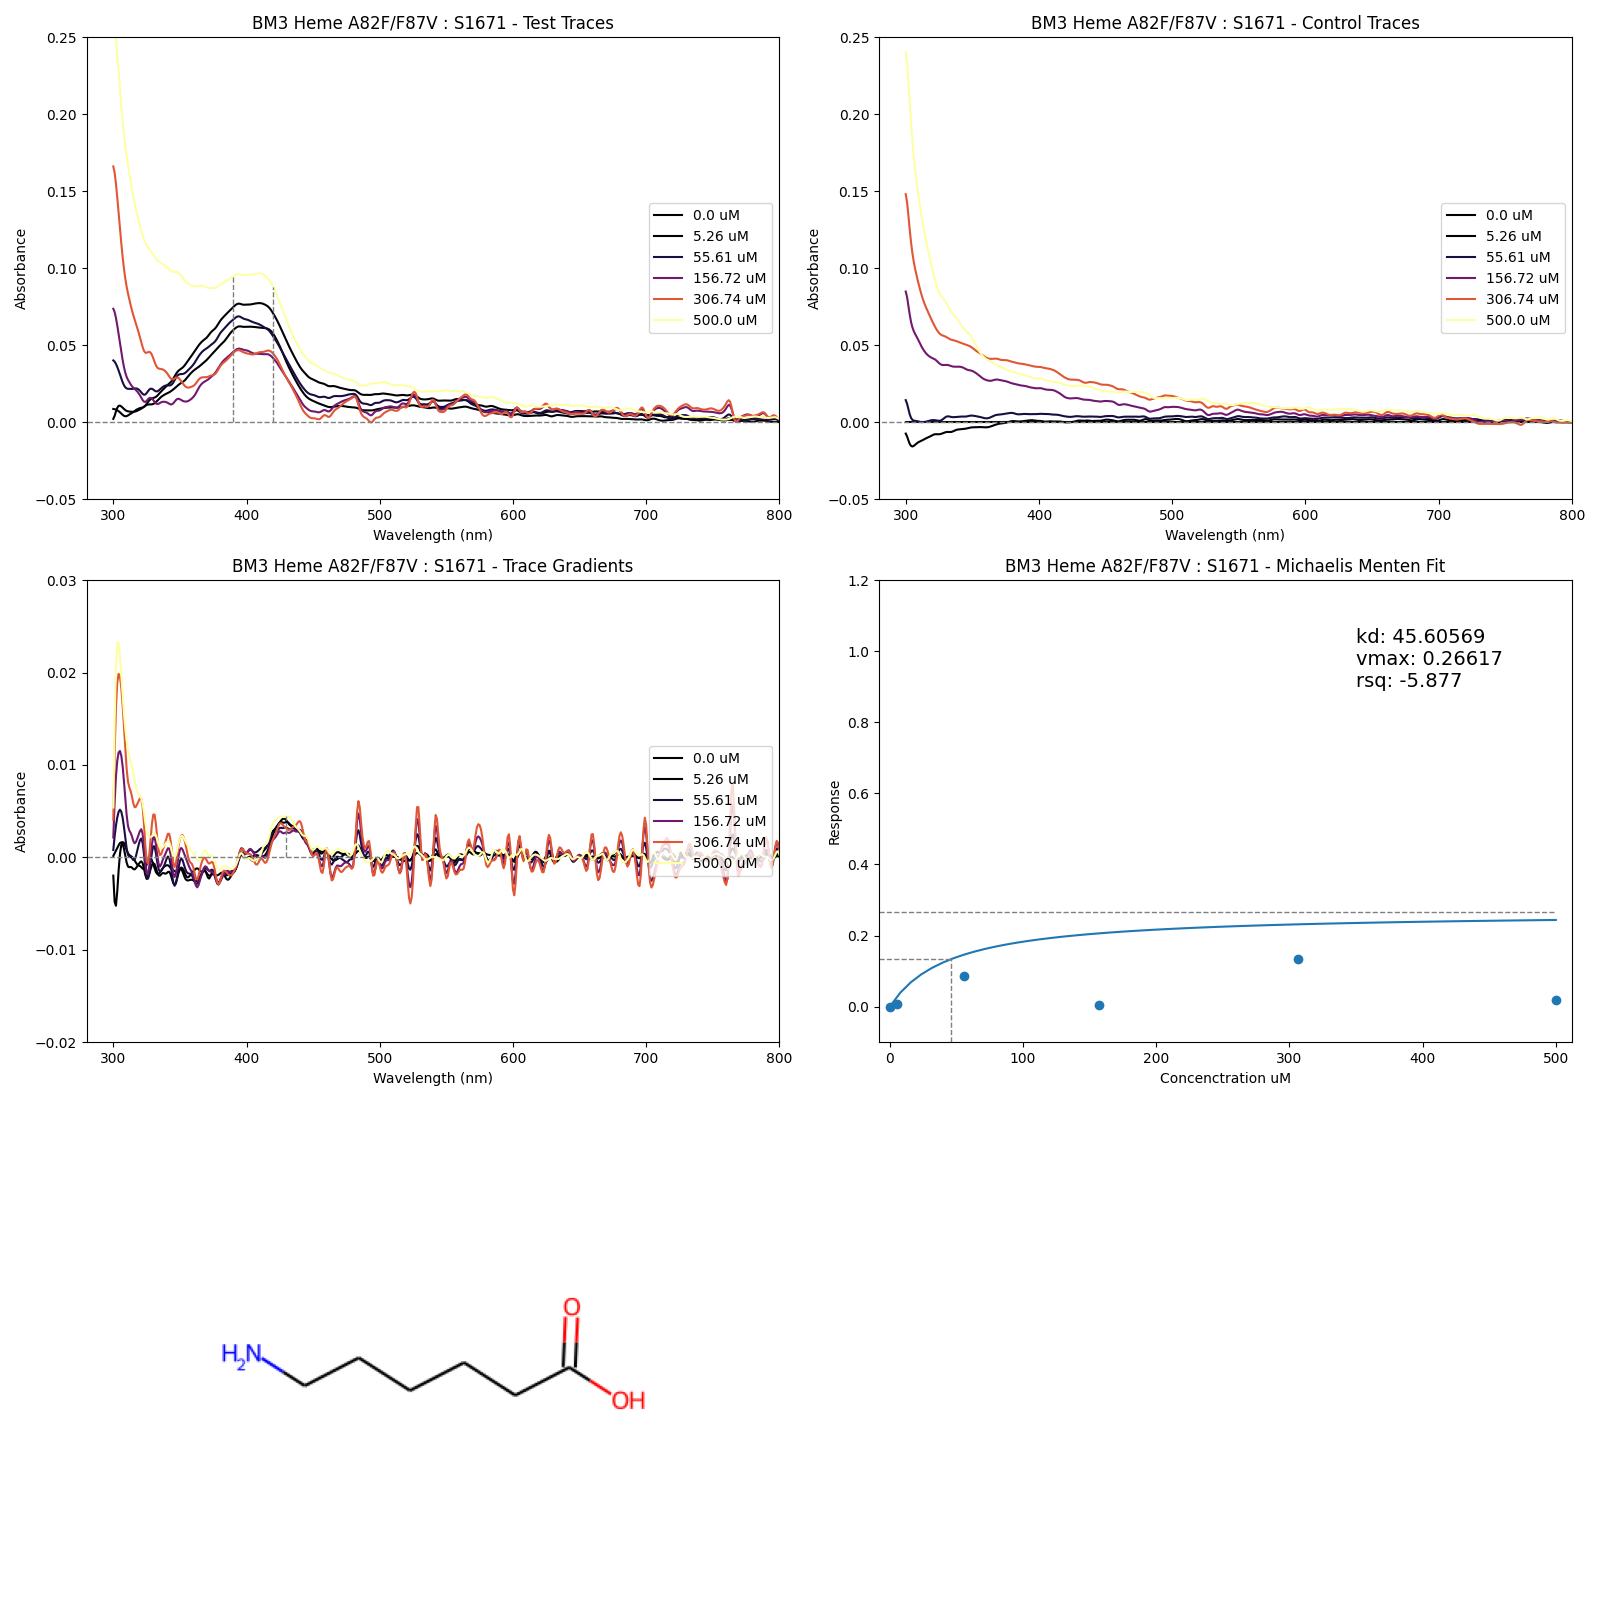 BM3 Heme A82F/F87V : S1671 - Test Traces
0.25
0.20
0.15
0.10
0.05
0.00
−0.05
Absorbance
300 400 500 600 700 800
Wavelength (nm)
0.0 uM
5.26 uM
55.61 uM
156.72 uM
306.74 uM
500.0 uM
BM3 Heme A82F/F87V : S1671 - Control Traces
0.25
0.20
0.15
0.10
0.05
0.00
−0.05
Absorbance
300 400 500 600 700 800
Wavelength (nm)
0.0 uM
5.26 uM
55.61 uM
156.72 uM
306.74 uM
500.0 uM
BM3 Heme A82F/F87V : S1671 - Trace Gradients
0.03
0.02
0.01
0.00
−0.01
−0.02
Absorbance
300 400 500 600 700 800
Wavelength (nm)
0.0 uM
5.26 uM
55.61 uM
156.72 uM
306.74 uM
500.0 uM
BM3 Heme A82F/F87V : S1671 - Michaelis Menten Fit
1.2
1.0
0.8
0.6
0.4
0.2
0.0
Response
0 100 200 300 400 500
Concenctration uM
kd: 45.60569
vmax: 0.26617
rsq: -5.877
O
H2N
OH